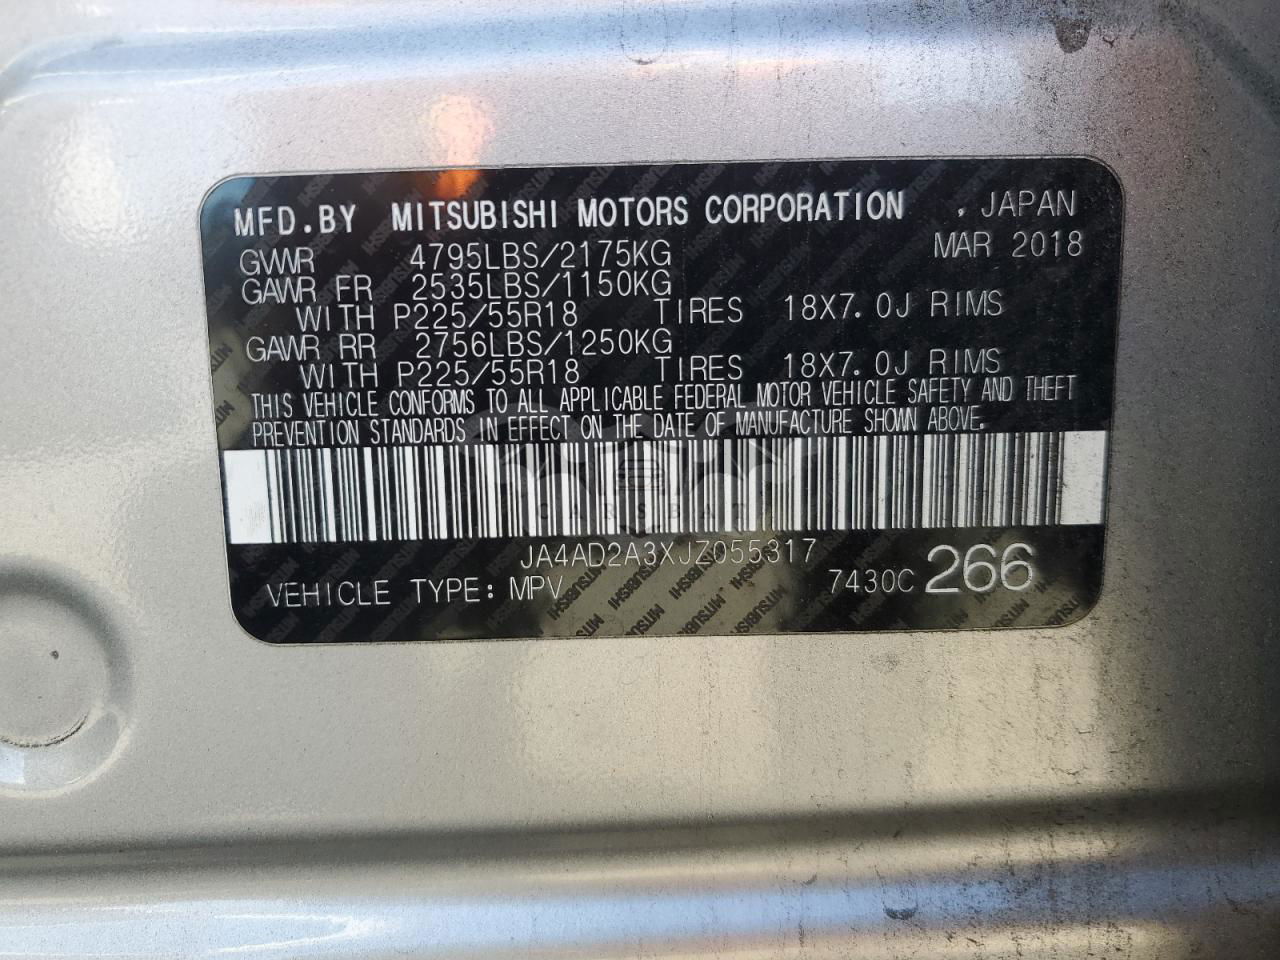 MFD.BY MITSUBISHI MOTORS CORPORATION , JAPAN
GVWR 4795LBS/2175KG MAR 2018
GAWR FR 2535LBS/1150KG
WITH P225/55R18 TIRES 18X7.0J RIMS
GAWR RR 2756LBS/1250KG
WITH P225/55R18 TIRES 18X7.0J RIMS
THIS VEHICLE CONFORMS TO ALL APPLICABLE FEDERAL MOTOR VEHICLE SAFETY AND THEFT
PREVENTION STANDARDS IN EFFECT ON THE DATE OF MANUFACTURE SHOWN ABOVE.
CARSBAT
JA4AD2A3XJZ055317
VEHICLE TYPE: MPV 7430C 266